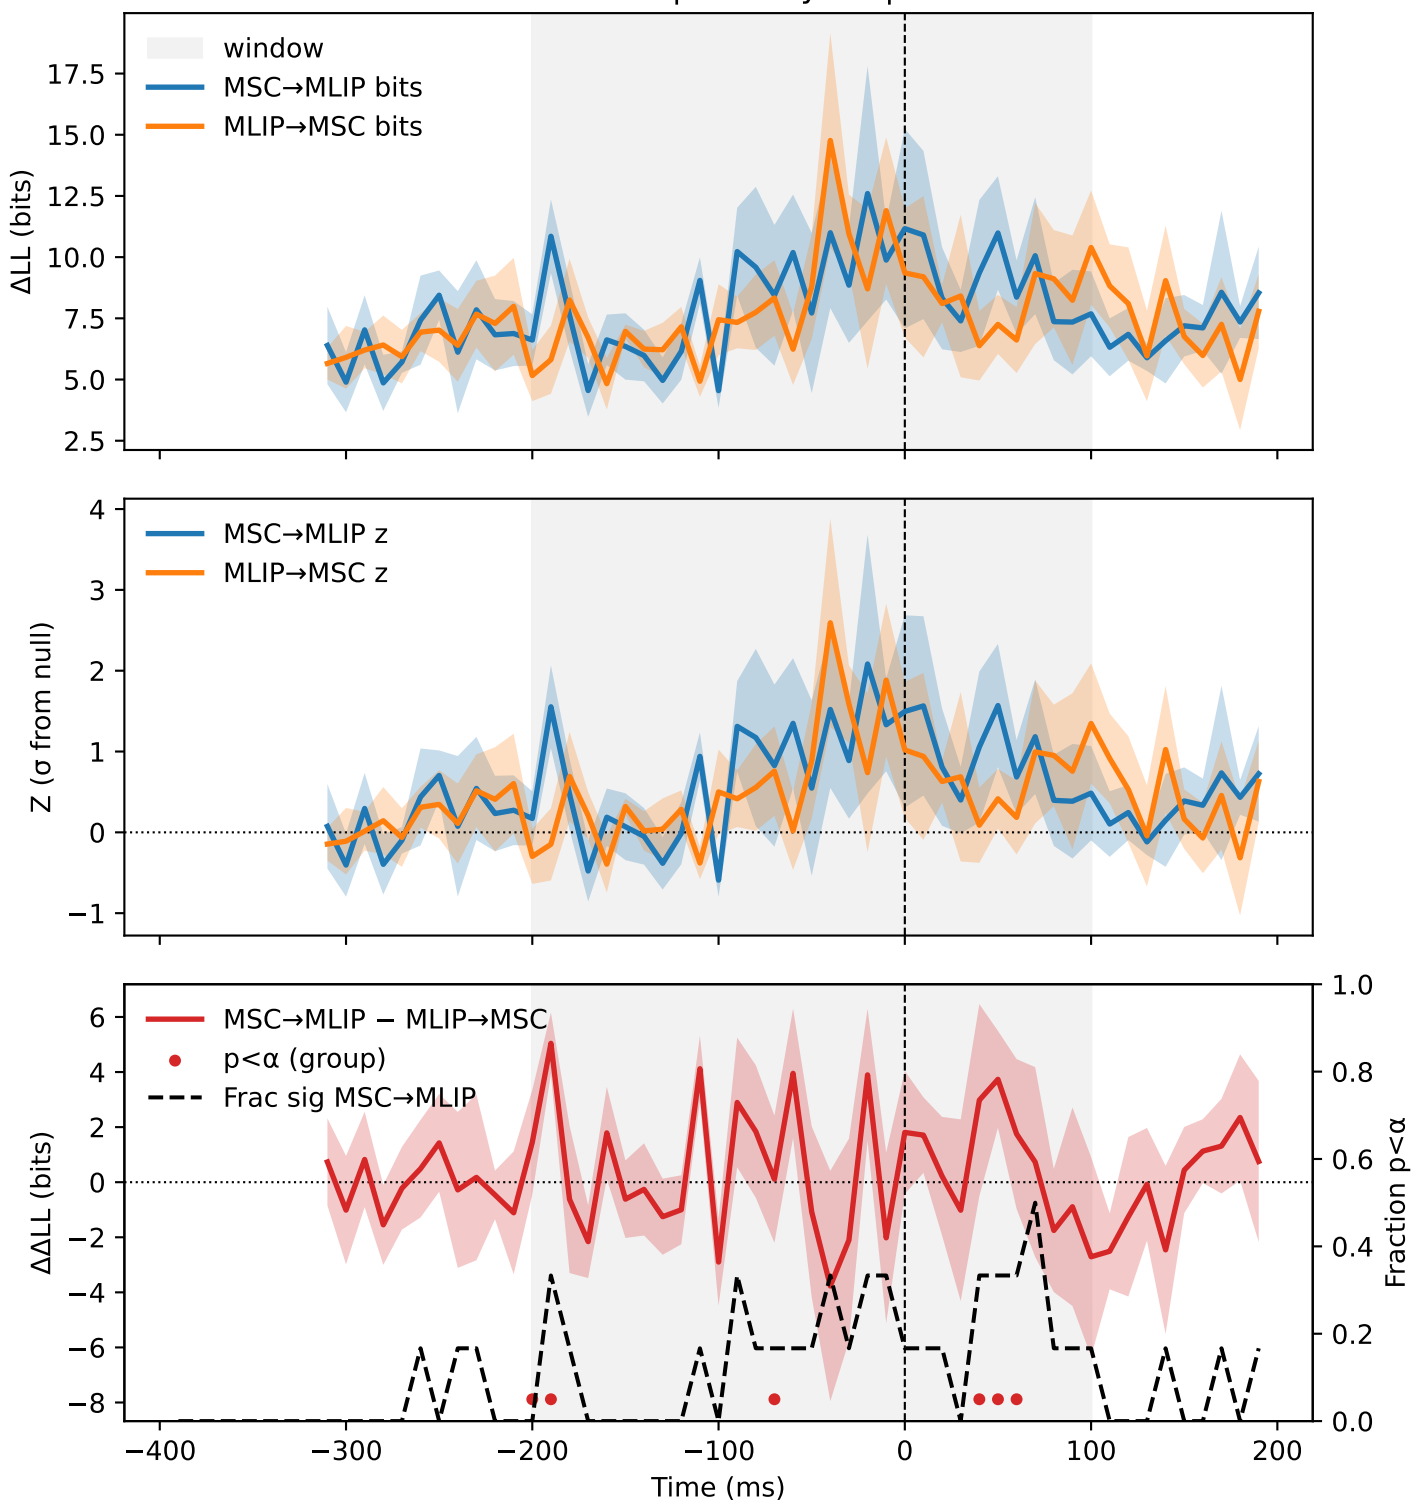 window
MSC→MLIP bits
MLIP→MSC bits
17.5
15.0
12.5
10.0
7.5
5.0
2.5
ΔLL (bits)
MSC→MLIP z
MLIP→MSC z
4
3
2
1
0
−1
Z (σ from null)
MSC→MLIP − MLIP→MSC
p<α (group)
Frac sig MSC→MLIP
6
4
2
0
−2
−4
−6
−8
ΔΔLL (bits)
1.0
0.8
0.6
0.4
0.2
0.0
Fraction p<α
−400
−300
−200
−100
0
100
200
Time (ms)